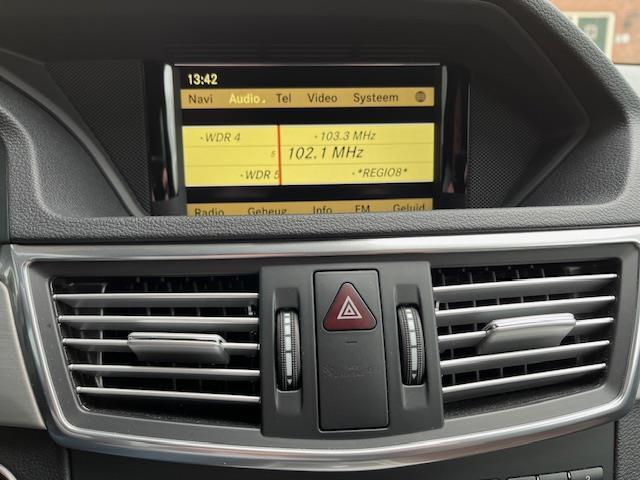 13:42
Navi Audio Tel Video Systeem
WDR 4 103.3 MHz
5 102.1 MHz
WDR 5 *REGIO8*
Radio Geheug Info FM Geluid